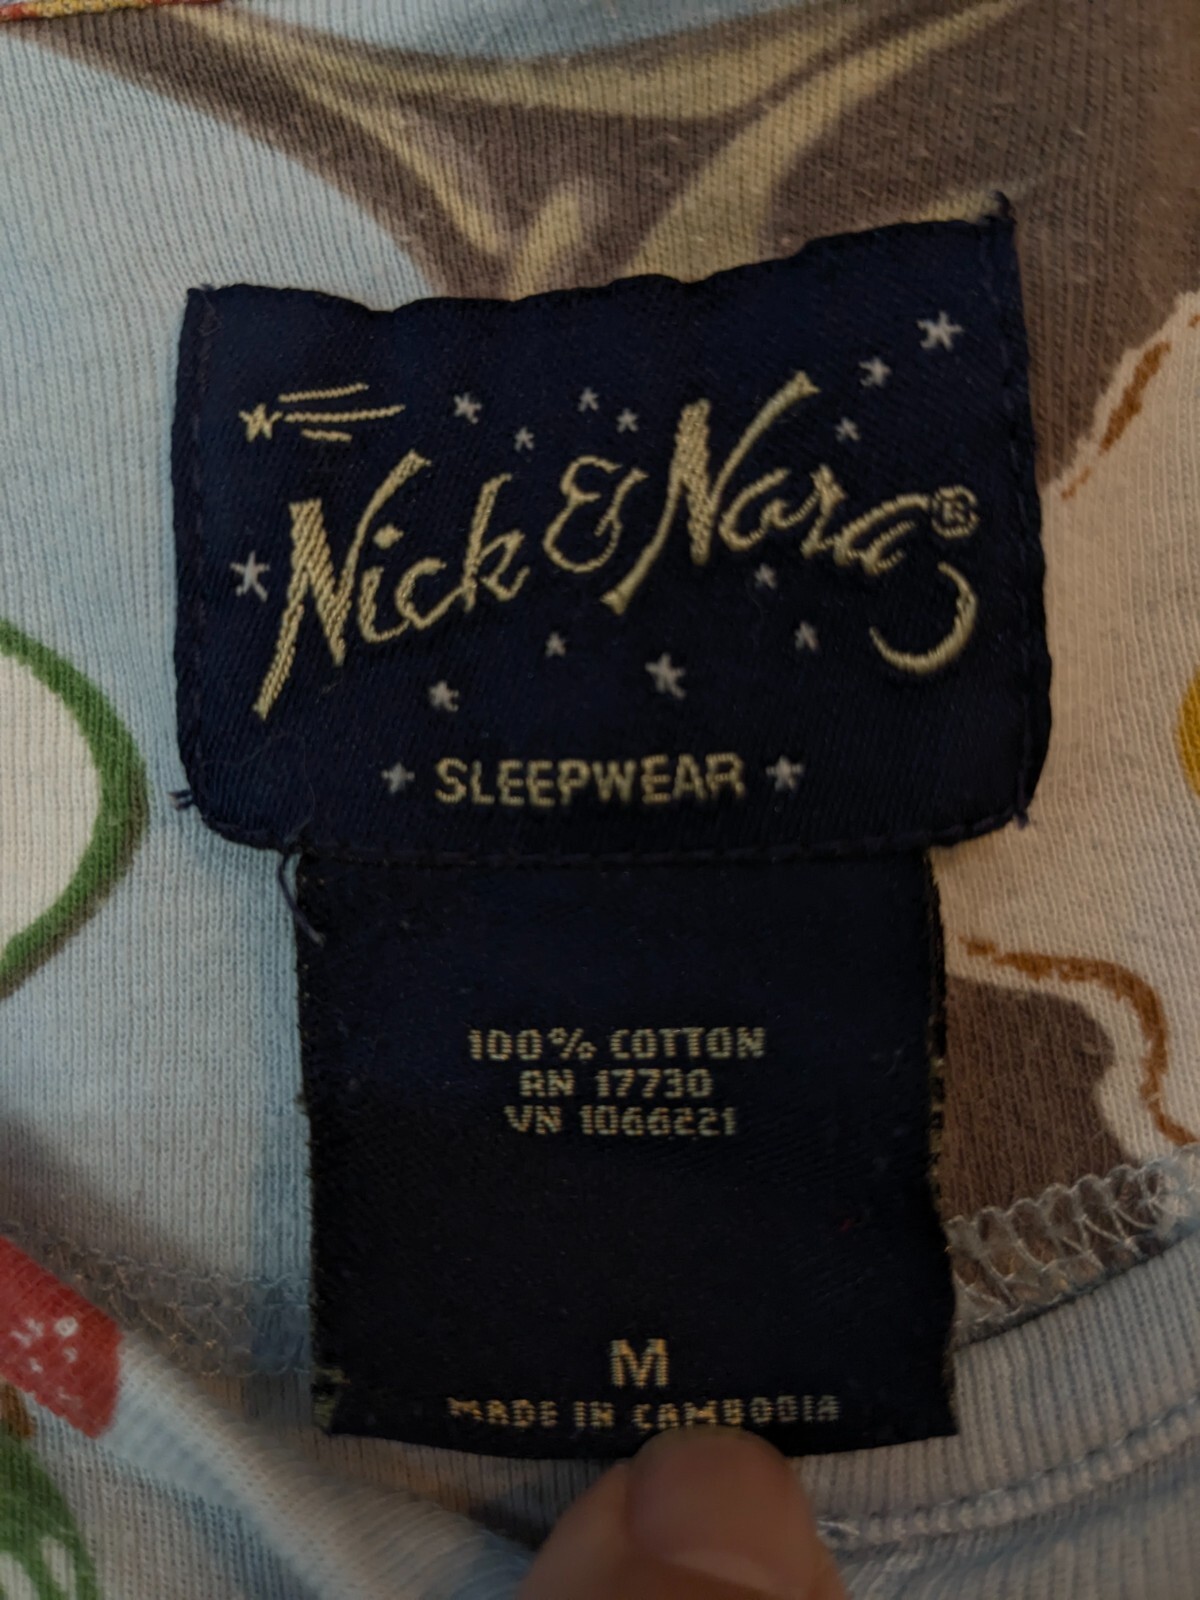 Nick & Nora®
SLEEPWEAR
100% COTTON
RN 17730
VN 1066221
M
MADE IN CAMBODIA